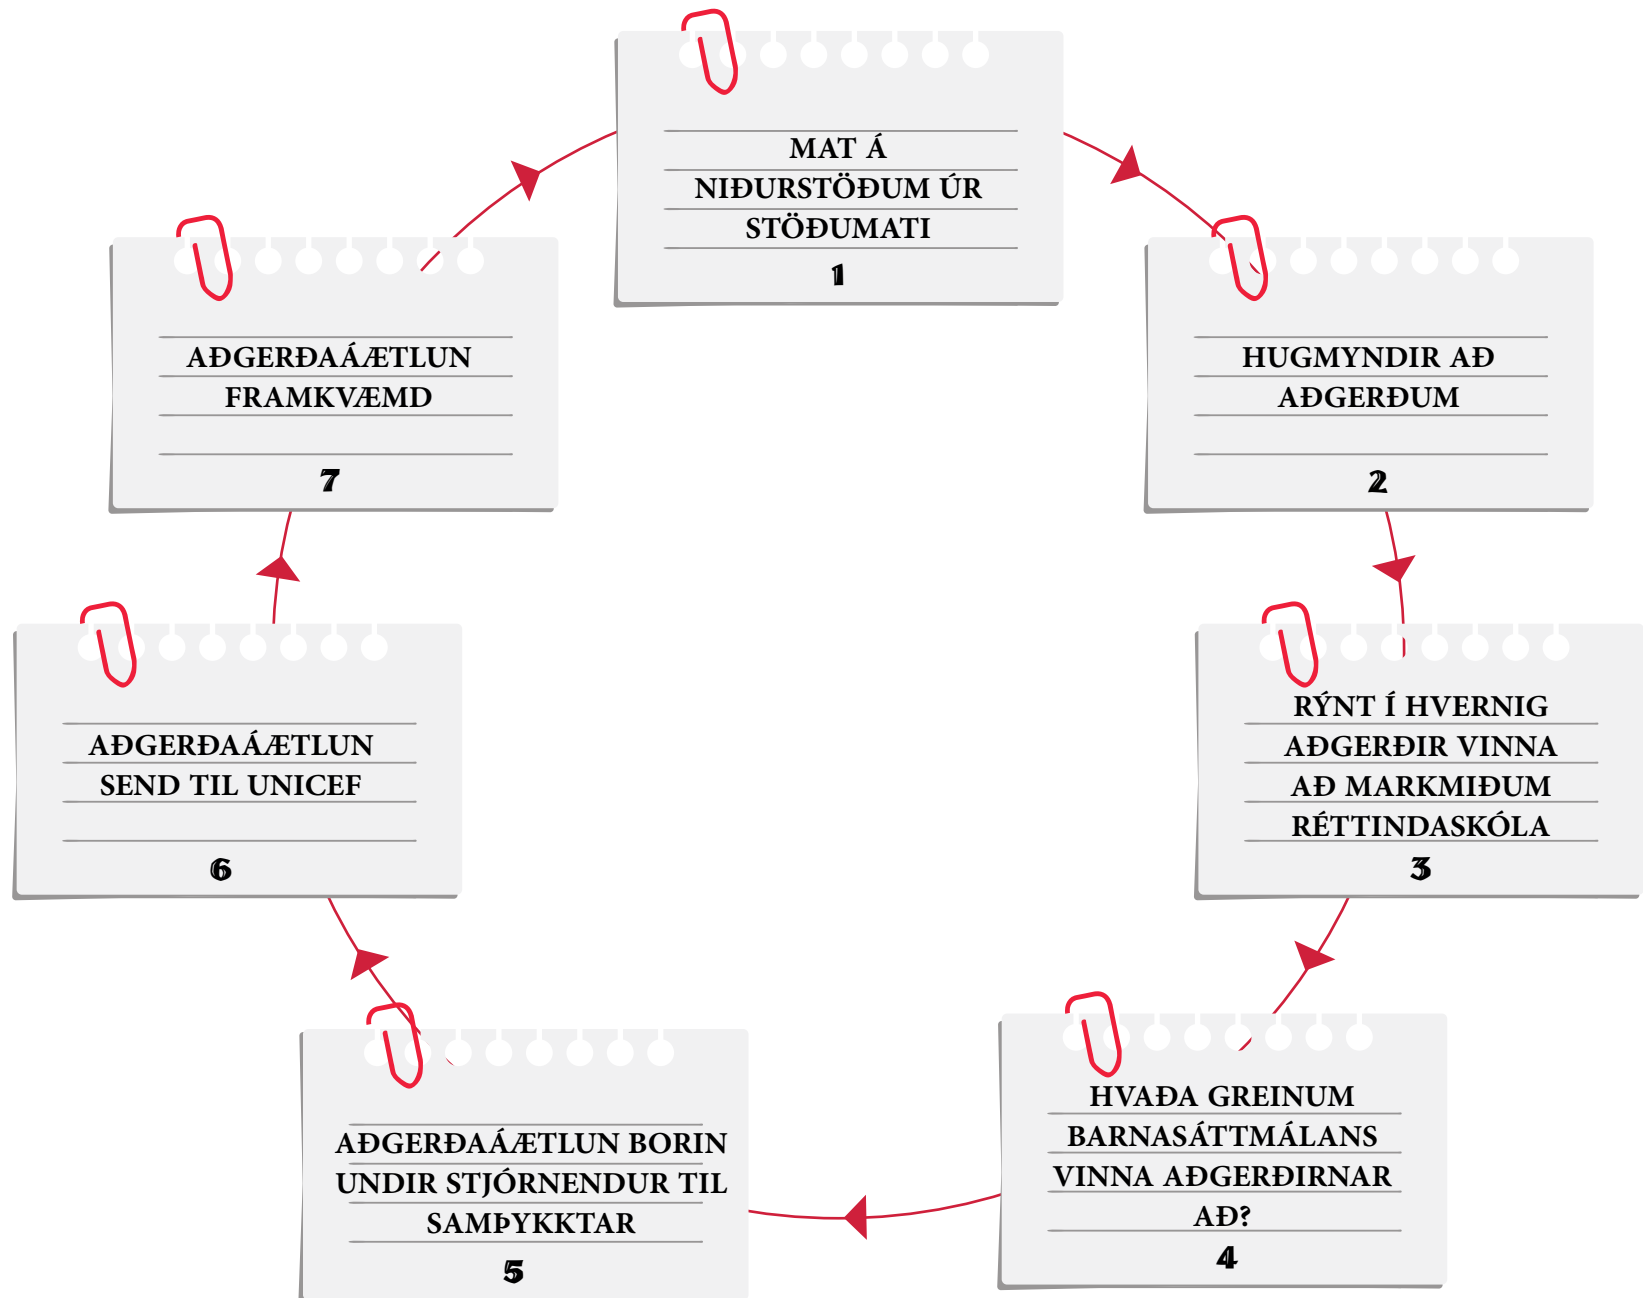 MAT Á
NIÐURSTÖÐUM ÚR
STÖÐUMATI
1
HUGMYNDIR AÐ
AÐGERÐUM
2
RÝNT Í HVERNIG
AÐGERÐIR VINNA
AÐ MARKMIÐUM
RÉTTINDASKÓLA
3
HVAÐA GREINUM
BARNASÁTTMÁLANS
VINNA AÐGERÐIRNAR
AÐ?
4
AÐGERÐAÁÆTLUN BORIN
UNDIR STJÓRNENDUR TIL
SAMÞYKKTAR
5
AÐGERÐAÁÆTLUN
SEND TIL UNICEF
6
AÐGERÐAÁÆTLUN
FRAMKVÆMD
7